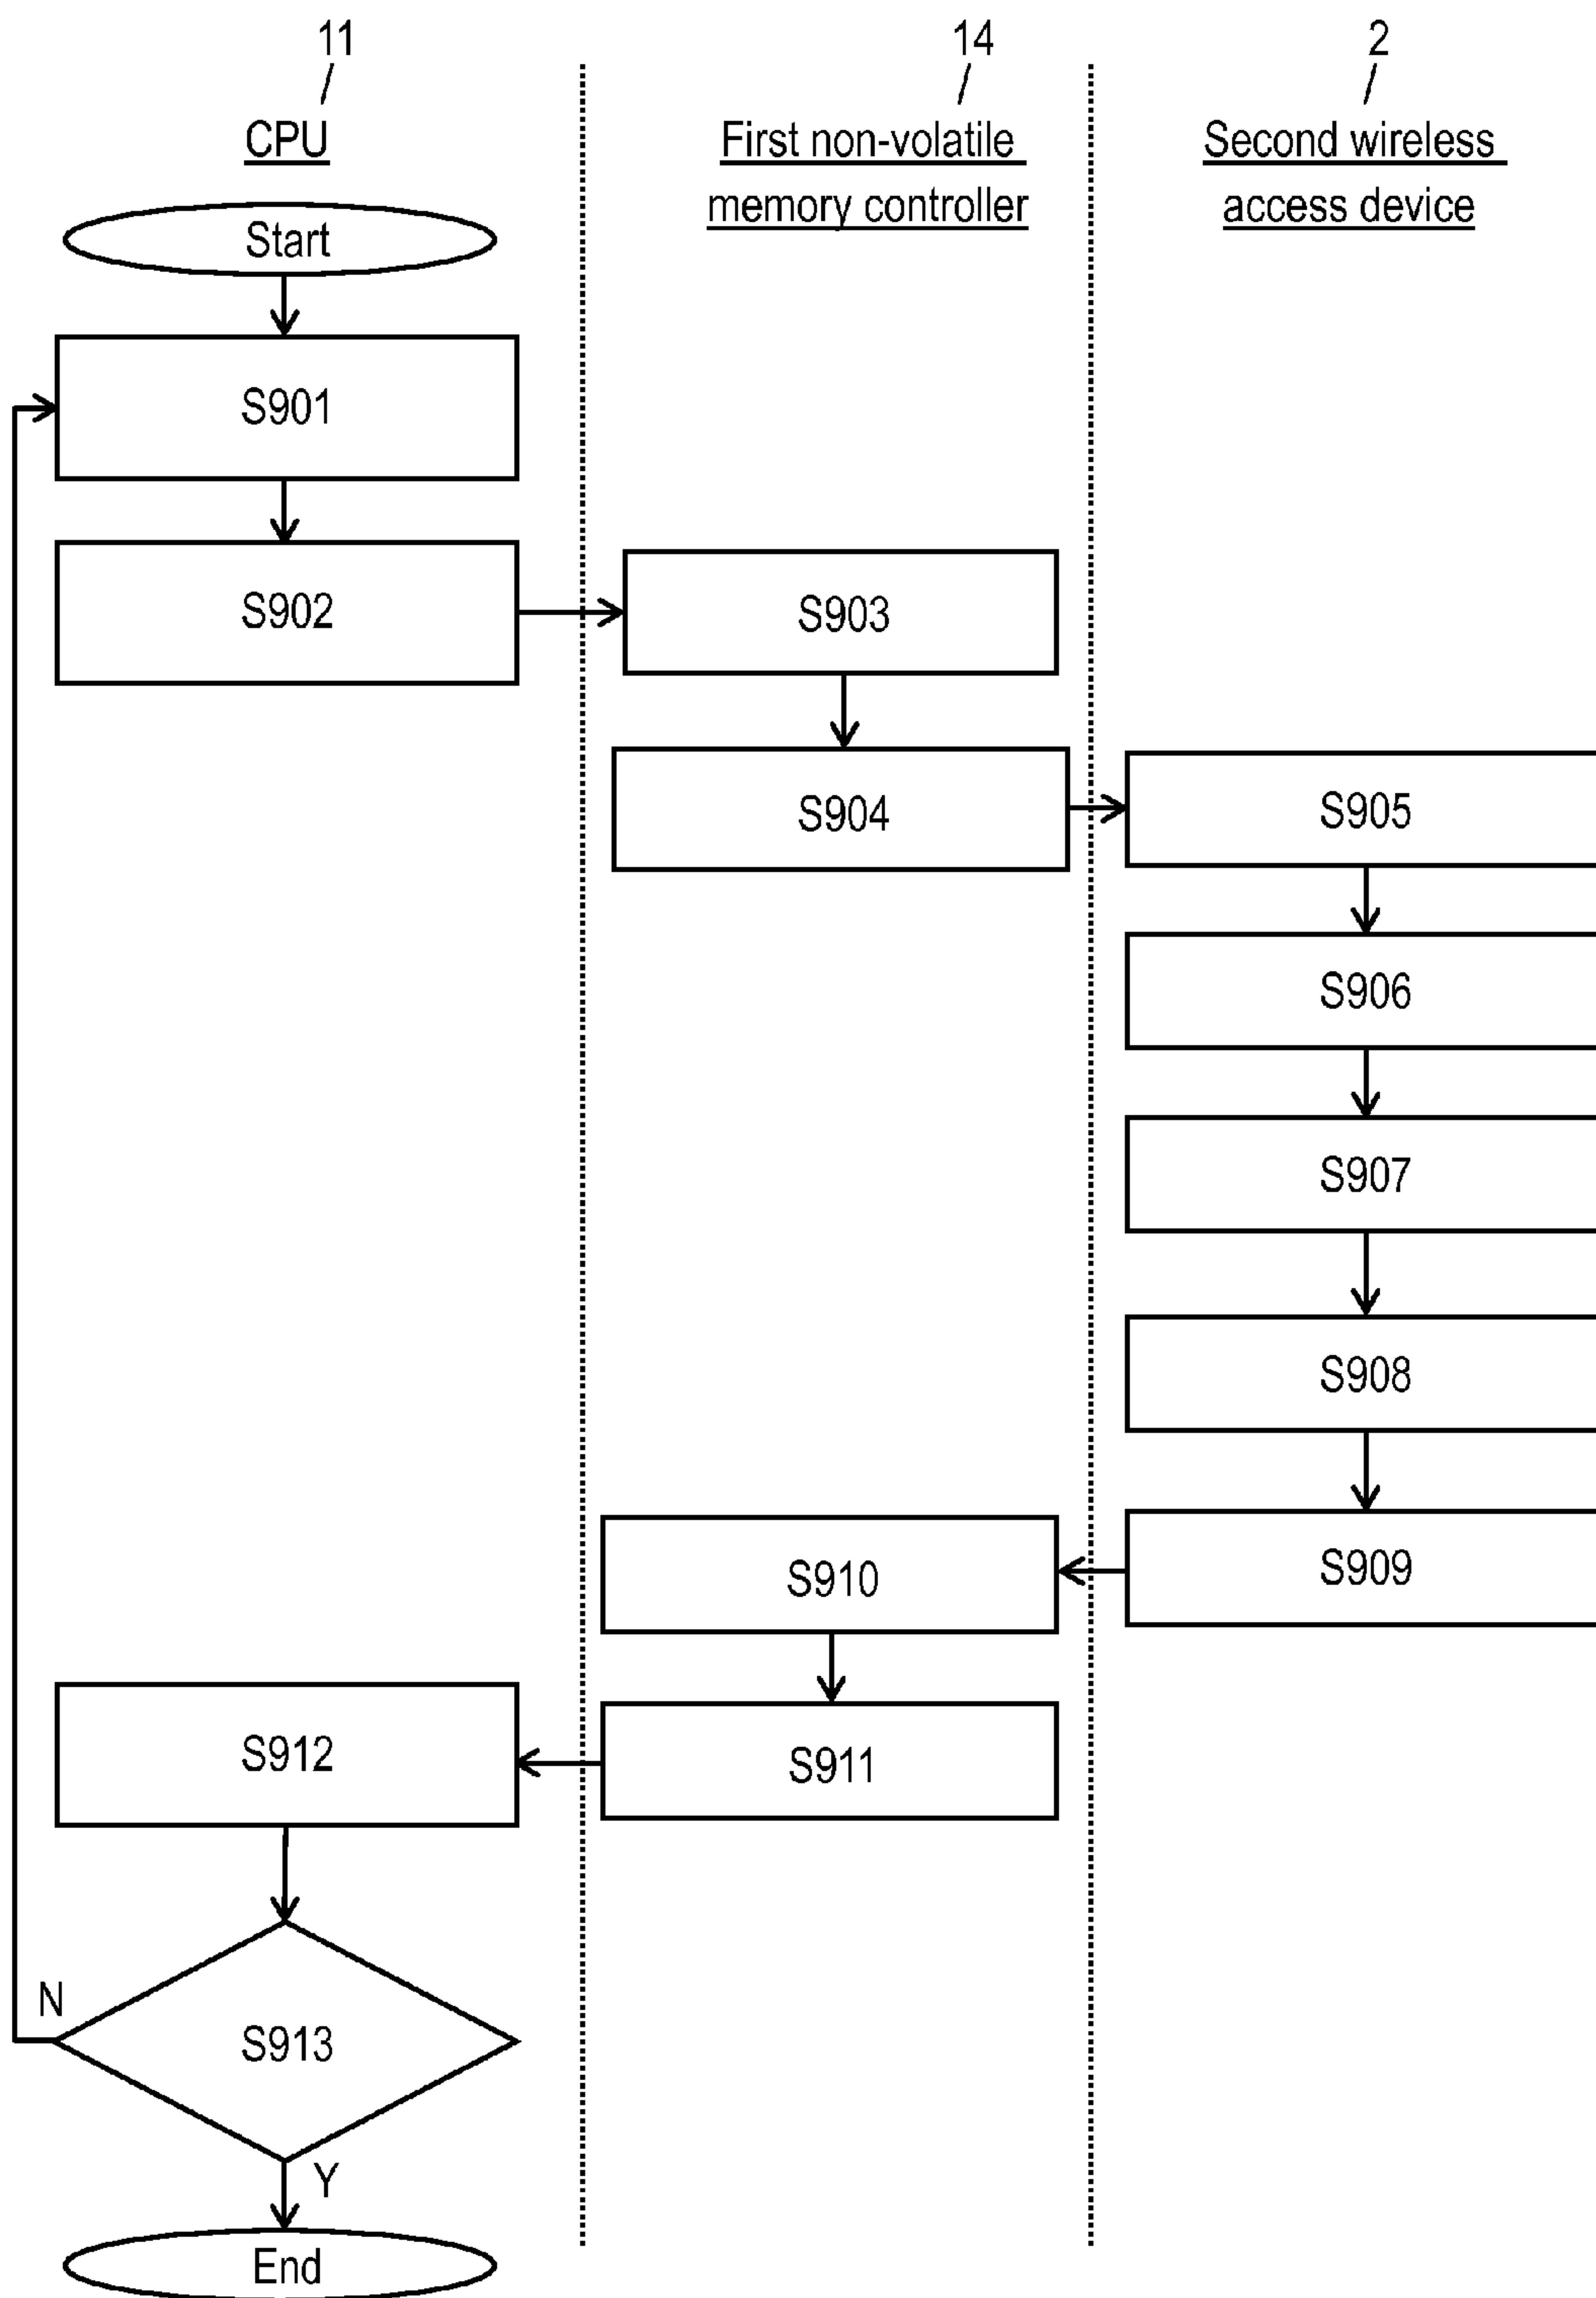 11
14
2
CPU
First non-volatile
memory controller
Second wireless
access device
Start
S901
S902
S903
S904
S905
S906
S907
S908
S909
S910
S911
S912
N
S913
Y
End